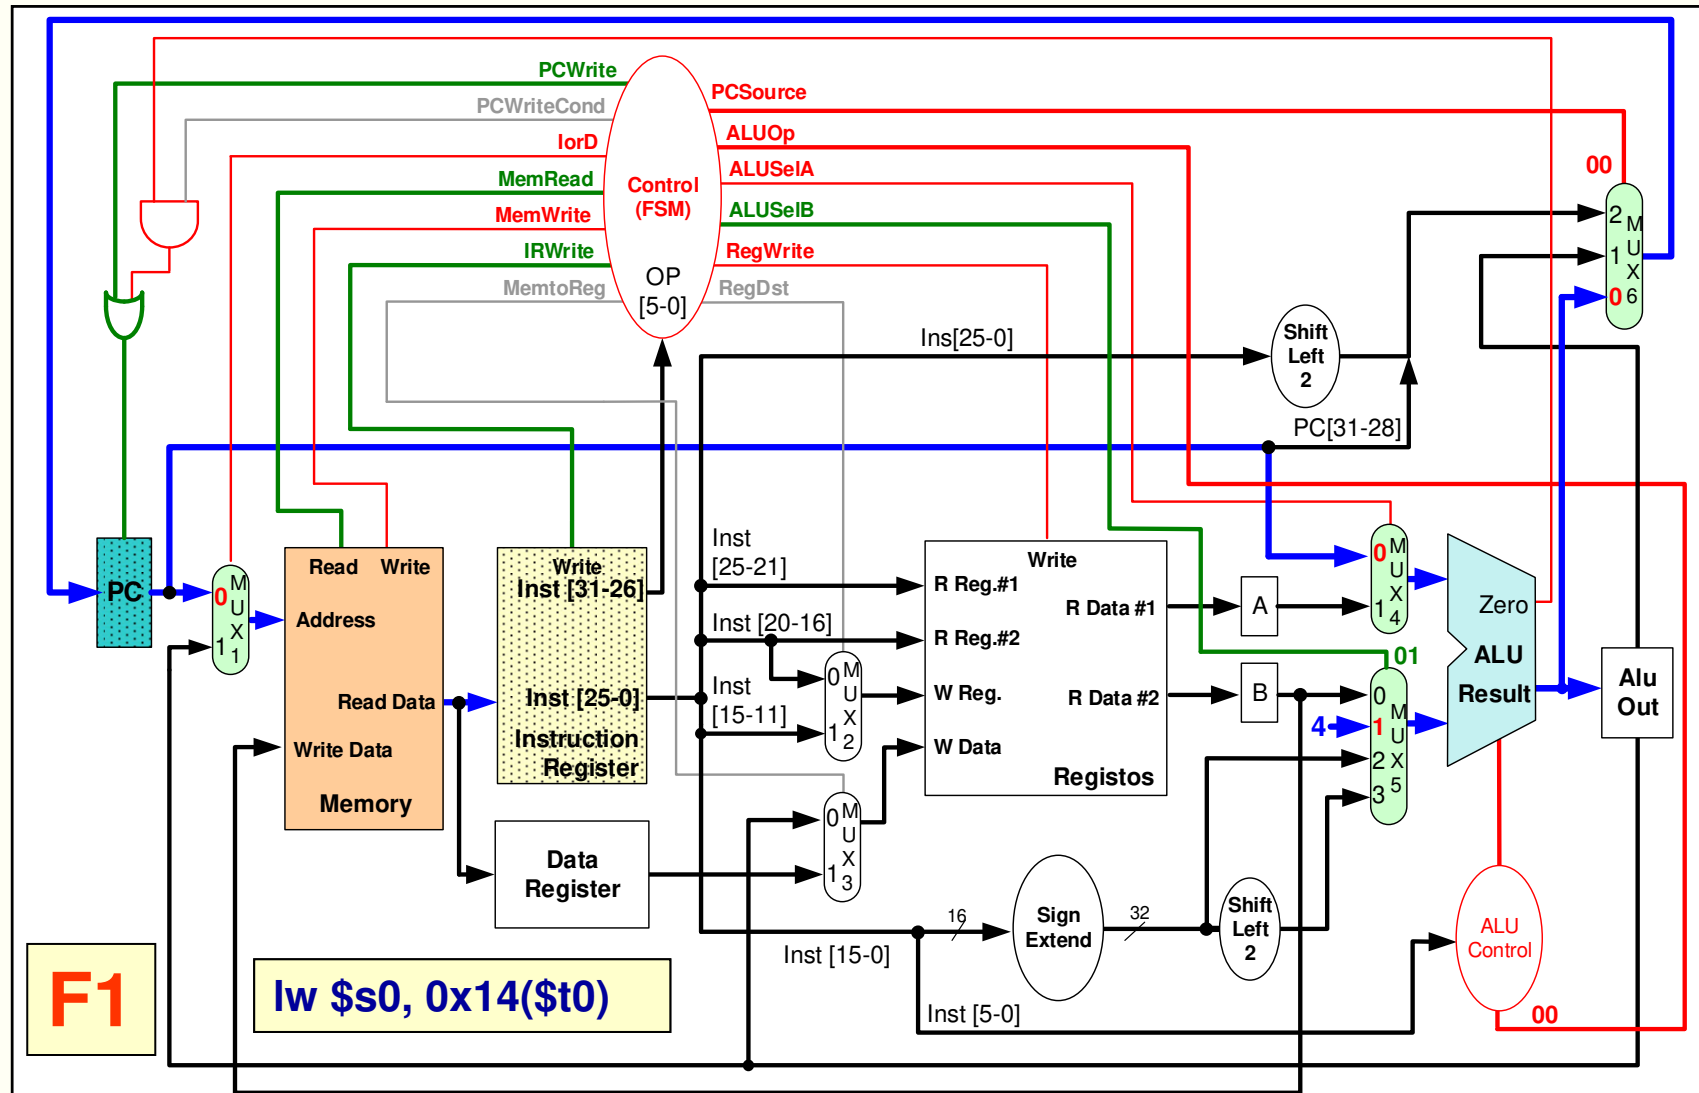 PCWrite
PCWriteCond
IorD
MemRead
MemWrite
IRWrite
MemtoReg
Control
(FSM)
OP
[5-0]
PCSource
ALUOp
ALUSelA
ALUSelB
RegWrite
RegDst
00
2
1
0
M
U
X
6
Ins[25-0]
Shift
Left
2
PC[31-28]
PC
0
1
M
U
X
1
Read
Write
Address
Read Data
Write Data
Memory
Write
Inst [31-26]
Inst [25-0]
Instruction
Register
Data
Register
Inst
[25-21]
Inst [20-16]
Inst
[15-11]
0
1
M
U
X
2
0
1
M
U
X
3
Write
R Reg.#1
R Reg.#2
W Reg.
W Data
R Data #1
R Data #2
Registos
A
B
0
1
M
U
X
4
01
4
0
1
2
3
M
U
X
5
Zero
ALU
Result
Alu
Out
Inst [15-0]
16
Sign
Extend
32
Shift
Left
2
Inst [5-0]
ALU
Control
00
F1
lw $s0, 0x14($t0)